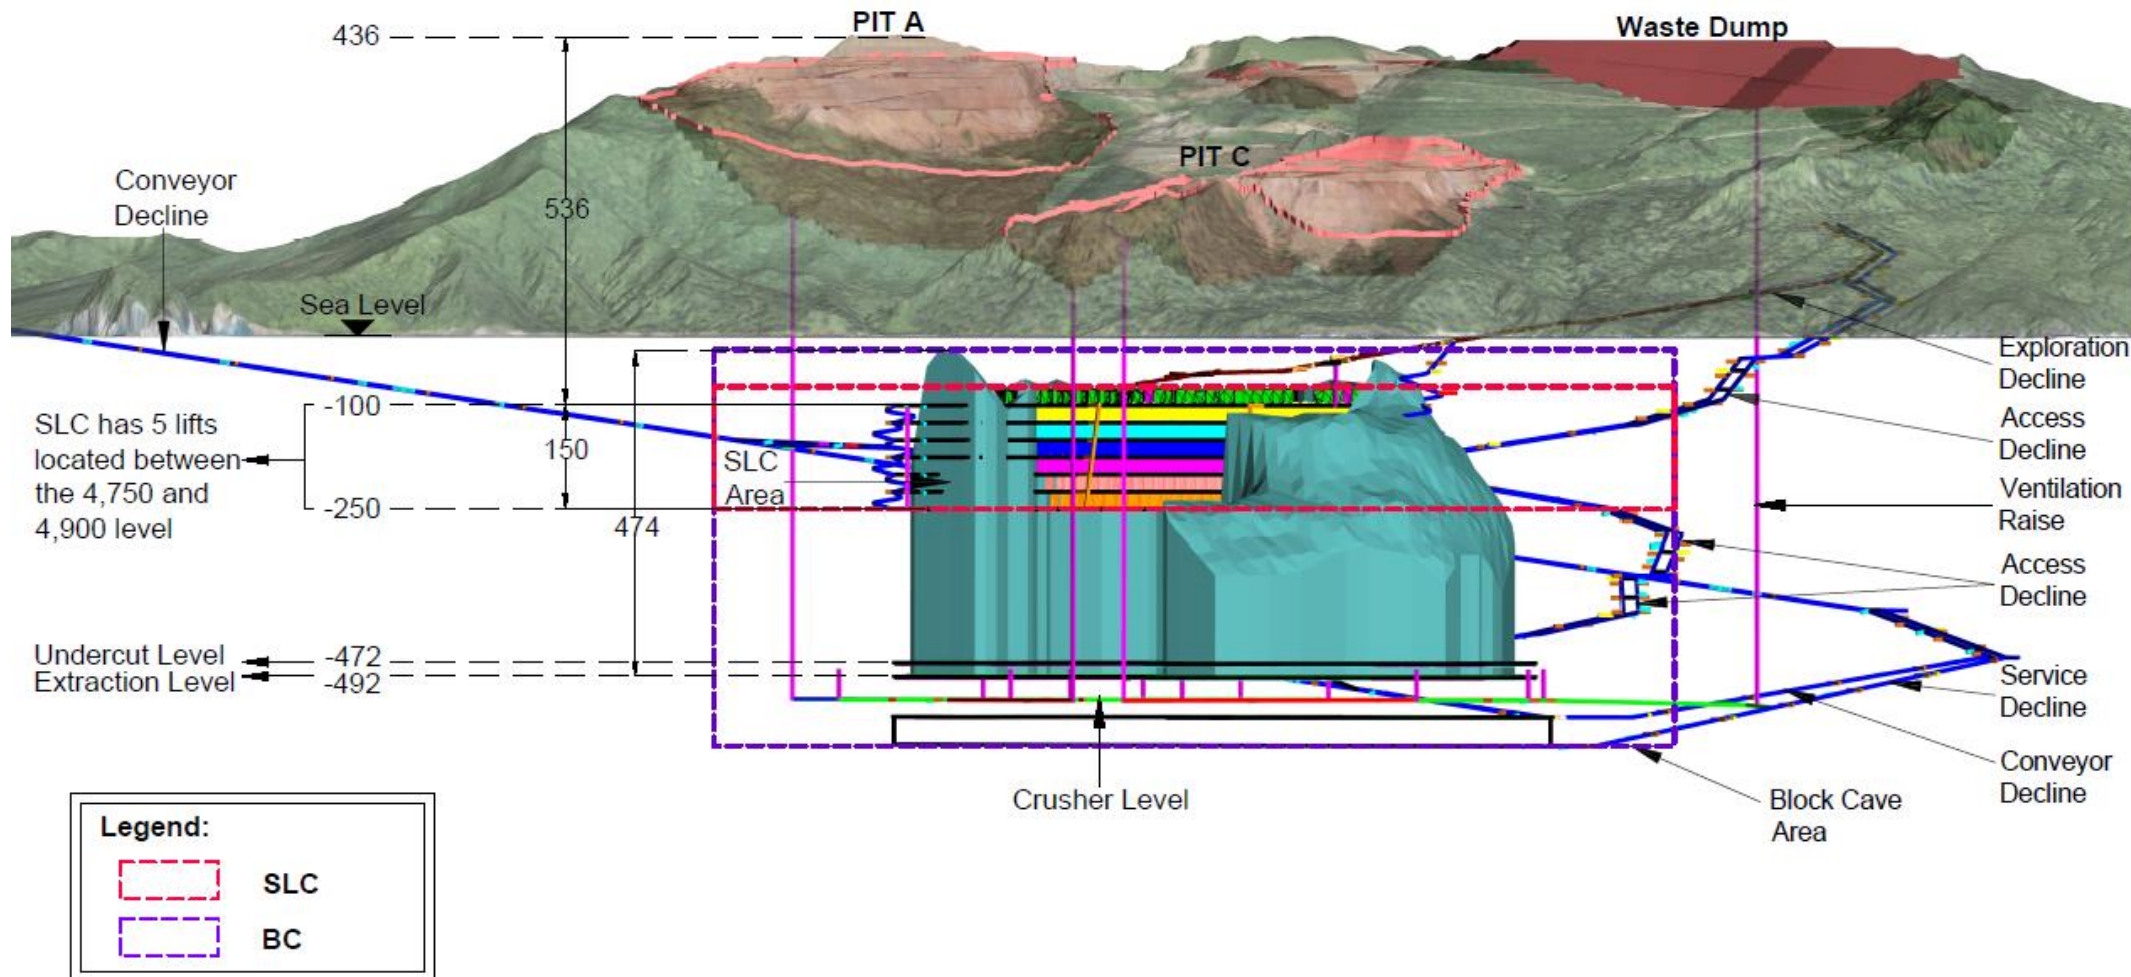 PIT A
Waste Dump
436
PIT C
Conveyor
Decline
536
Sea Level
Exploration
Decline
-100
SLC has 5 lifts
located between
the 4,750 and
4,900 level
150
SLC
Area
-250
474
Access
Decline
Ventilation
Raise
Access
Decline
Undercut Level
-472
Extraction Level
-492
Service
Decline
Conveyor
Decline
Crusher Level
Block Cave
Area
Legend:
SLC
BC